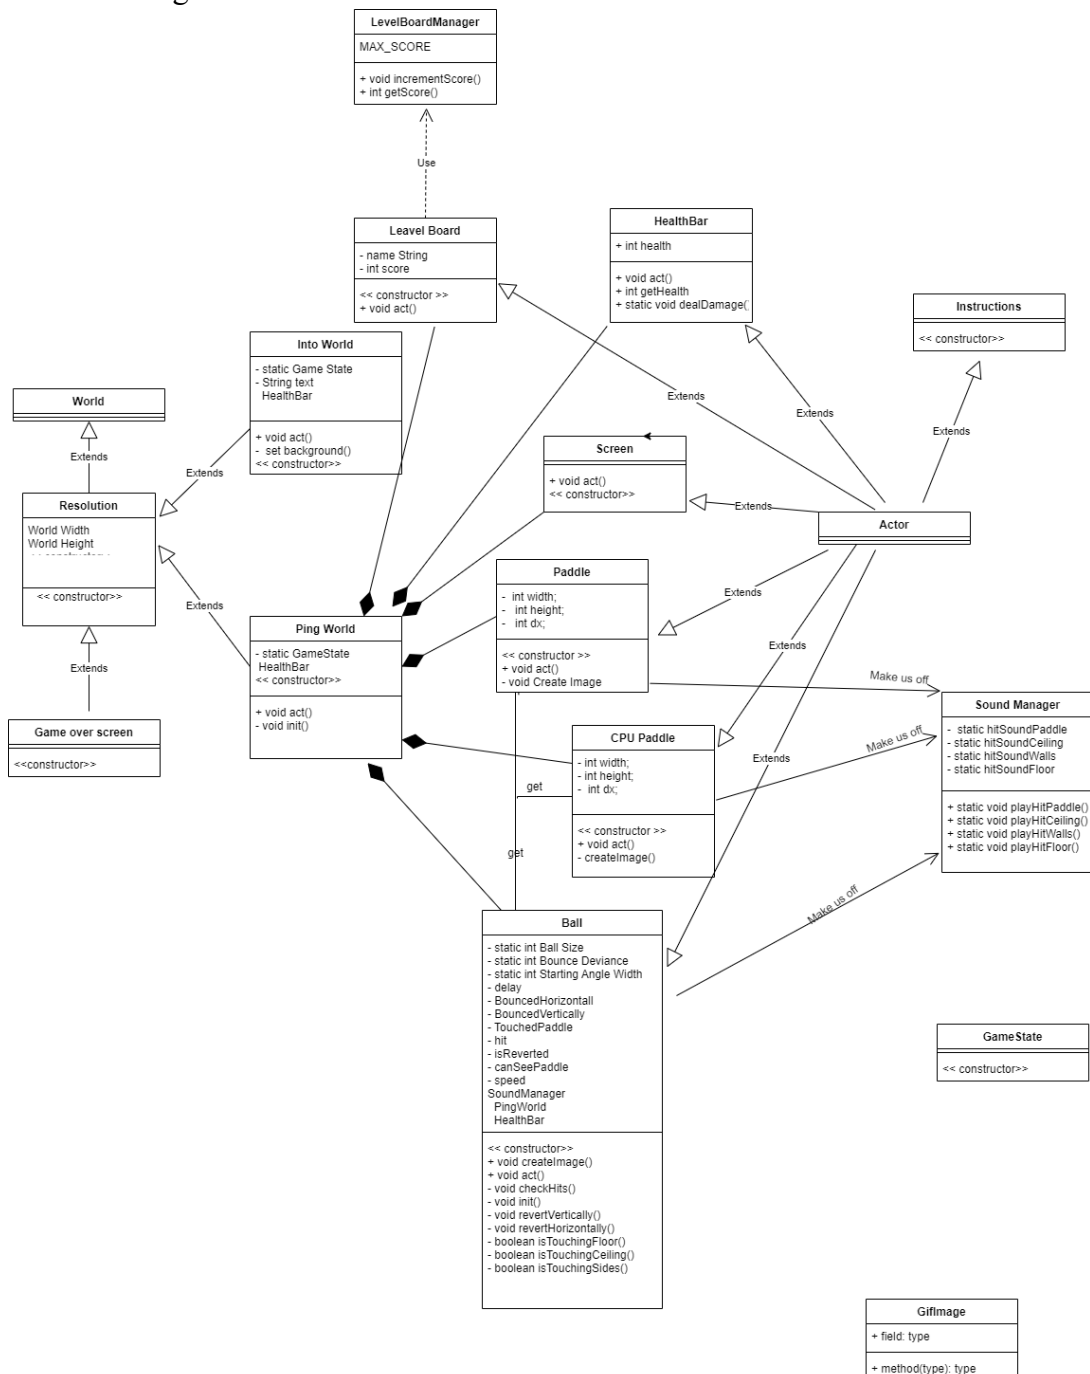 LevelBoardManager
MAX_SCORE
+ void incrementScore()
+ int getScore()
Use
Leavel Board
- name String
- int score
<< constructor >>
+ void act()
HealthBar
+ int health
+ void act()
+ int getHealth
+ static void dealDamage(
Instructions
<< constructor>>
Into World
- static Game State
- String text
HealthBar
+ void act()
- set background()
<< constructor>>
World
Extends
Resolution
World Width
World Height
<< constructor>>
Extends
Extends
Extends
Game over screen
<<constructor>>
Ping World
- static GameState
HealthBar
<< constructor>>
+ void act()
- void init()
Screen
+ void act()
<< constructor>>
Extends
Extends
Extends
Extends
Actor
Paddle
- int width;
- int height;
- int dx;
<< constructor >>
+ void act()
- void Create Image
Extends
Extends
Extends
CPU Paddle
- int width;
- int height;
- int dx;
<< constructor >>
+ void act()
- createImage()
get
get
Make us off
Make us off
Make us off
Sound Manager
- static hitSoundPaddle
- static hitSoundCeiling
- static hitSoundWalls
- static hitSoundFloor
+ static void playHitPaddle()
+ static void playHitCeiling()
+ static void playHitWalls()
+ static void playHitFloor()
Ball
- static int Ball Size
- static int Bounce Deviance
- static int Starting Angle Width
- delay
- BouncedHorizontall
- BouncedVertically
- TouchedPaddle
- hit
- isReverted
- canSeePaddle
- speed
SoundManager
PingWorld
HealthBar
<< constructor>>
+ void createImage()
+ void act()
- void checkHits()
- void init()
- void revertVertically()
- void revertHorizontally()
- boolean isTouchingFloor()
- boolean isTouchingCeiling()
- boolean isTouchingSides()
GameState
<< constructor>>
GifImage
+ field: type
+ method(type): type